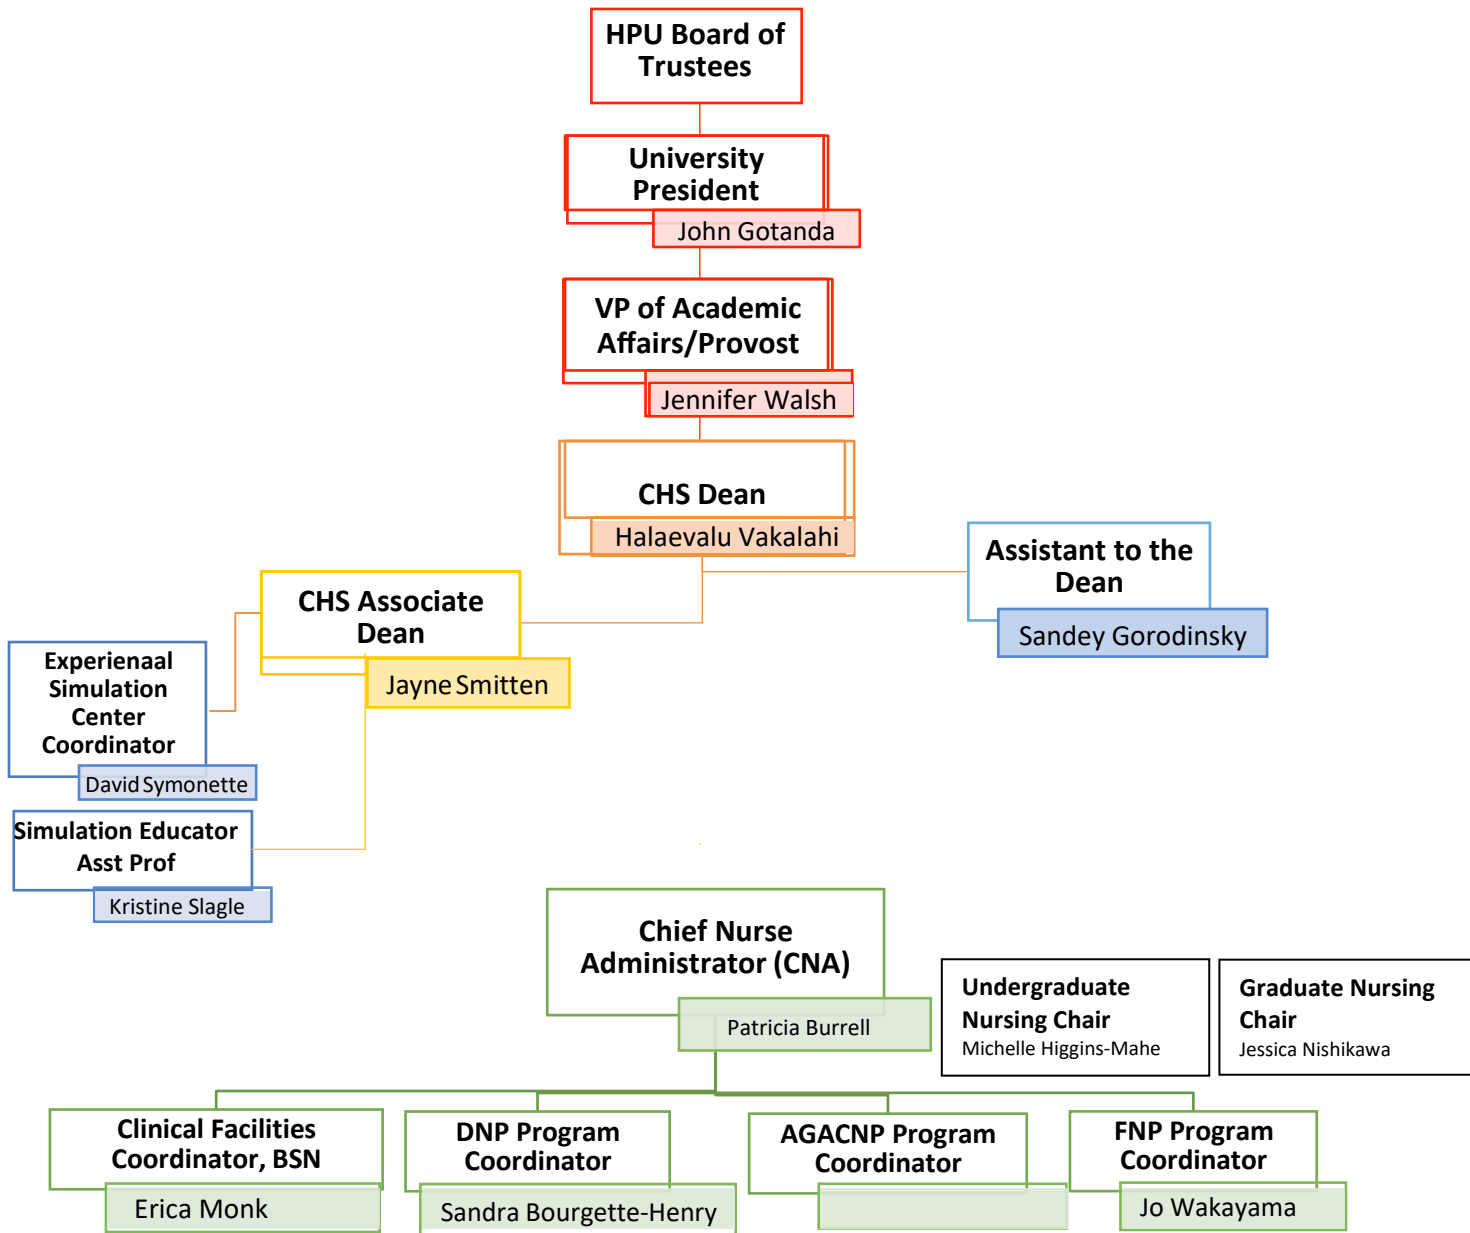 HPU Board of
Trustees
University
President
John Gotanda
VP of Academic
Affairs/Provost
Jennifer Walsh
CHS Dean
Halaevalu Vakalahi
Assistant to the
Dean
Sandey Gorodinsky
CHS Associate
Dean
Jayne Smitten
Experienaal
Simulation
Center
Coordinator
David Symonette
Simulation Educator
Asst Prof
Kristine Slagle
Chief Nurse
Administrator (CNA)
Patricia Burrell
Undergraduate
Nursing Chair
Michelle Higgins-Mahe
Graduate Nursing
Chair
Jessica Nishikawa
Clinical Facilities
Coordinator, BSN
Erica Monk
DNP Program
Coordinator
Sandra Bourgette-Henry
AGACNP Program
Coordinator
FNP Program
Coordinator
Jo Wakayama